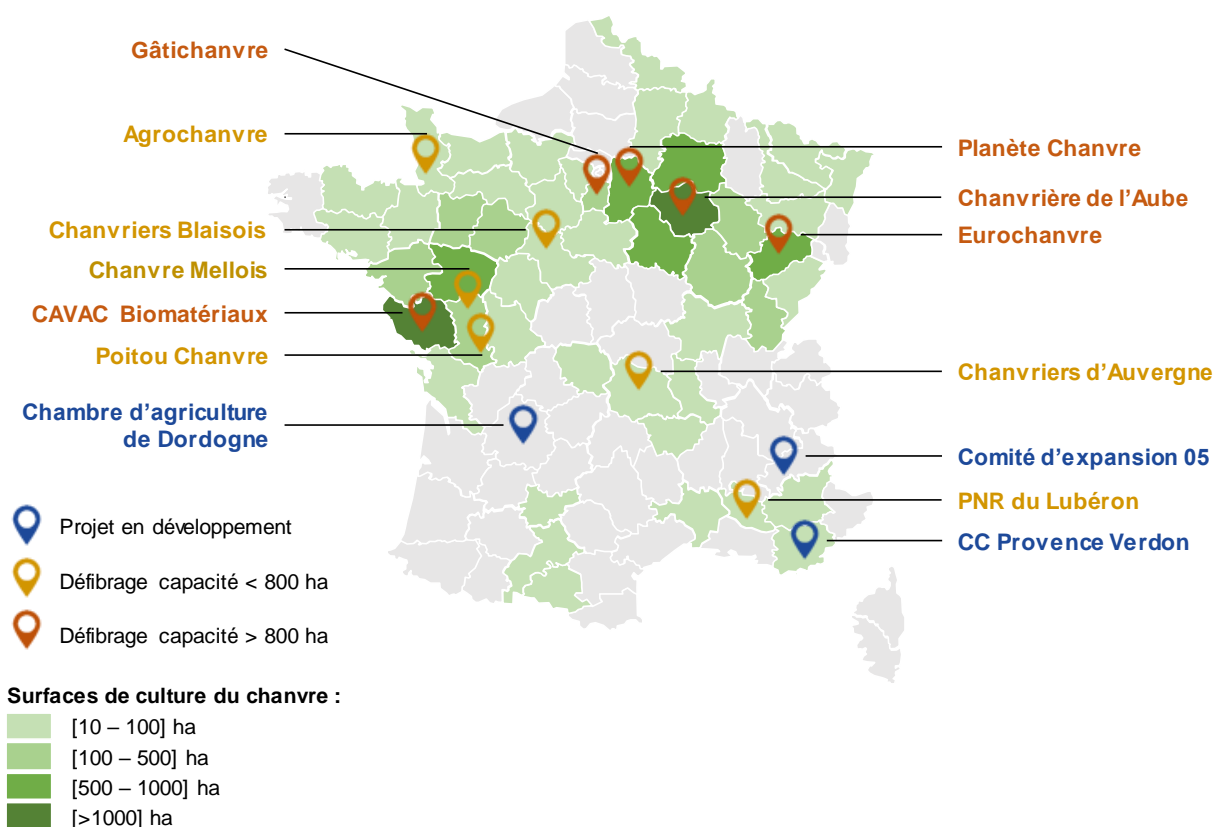 Gâtichanvre
Agrochanvre
Chanvriers Blaisois
Chanvre Mellois
CAVAC Biomatériaux
Poitou Chanvre
Chambre d’agriculture
de Dordogne
Planète Chanvre
Chanvrière de l’Aube
Eurochanvre
Chanvriers d’Auvergne
Comité d’expansion 05
PNR du Lubéron
CC Provence Verdon
Projet en développement
Défibrage capacité < 800 ha
Défibrage capacité > 800 ha
Surfaces de culture du chanvre :
[10 – 100] ha
[100 – 500] ha
[500 – 1000] ha
[>1000] ha